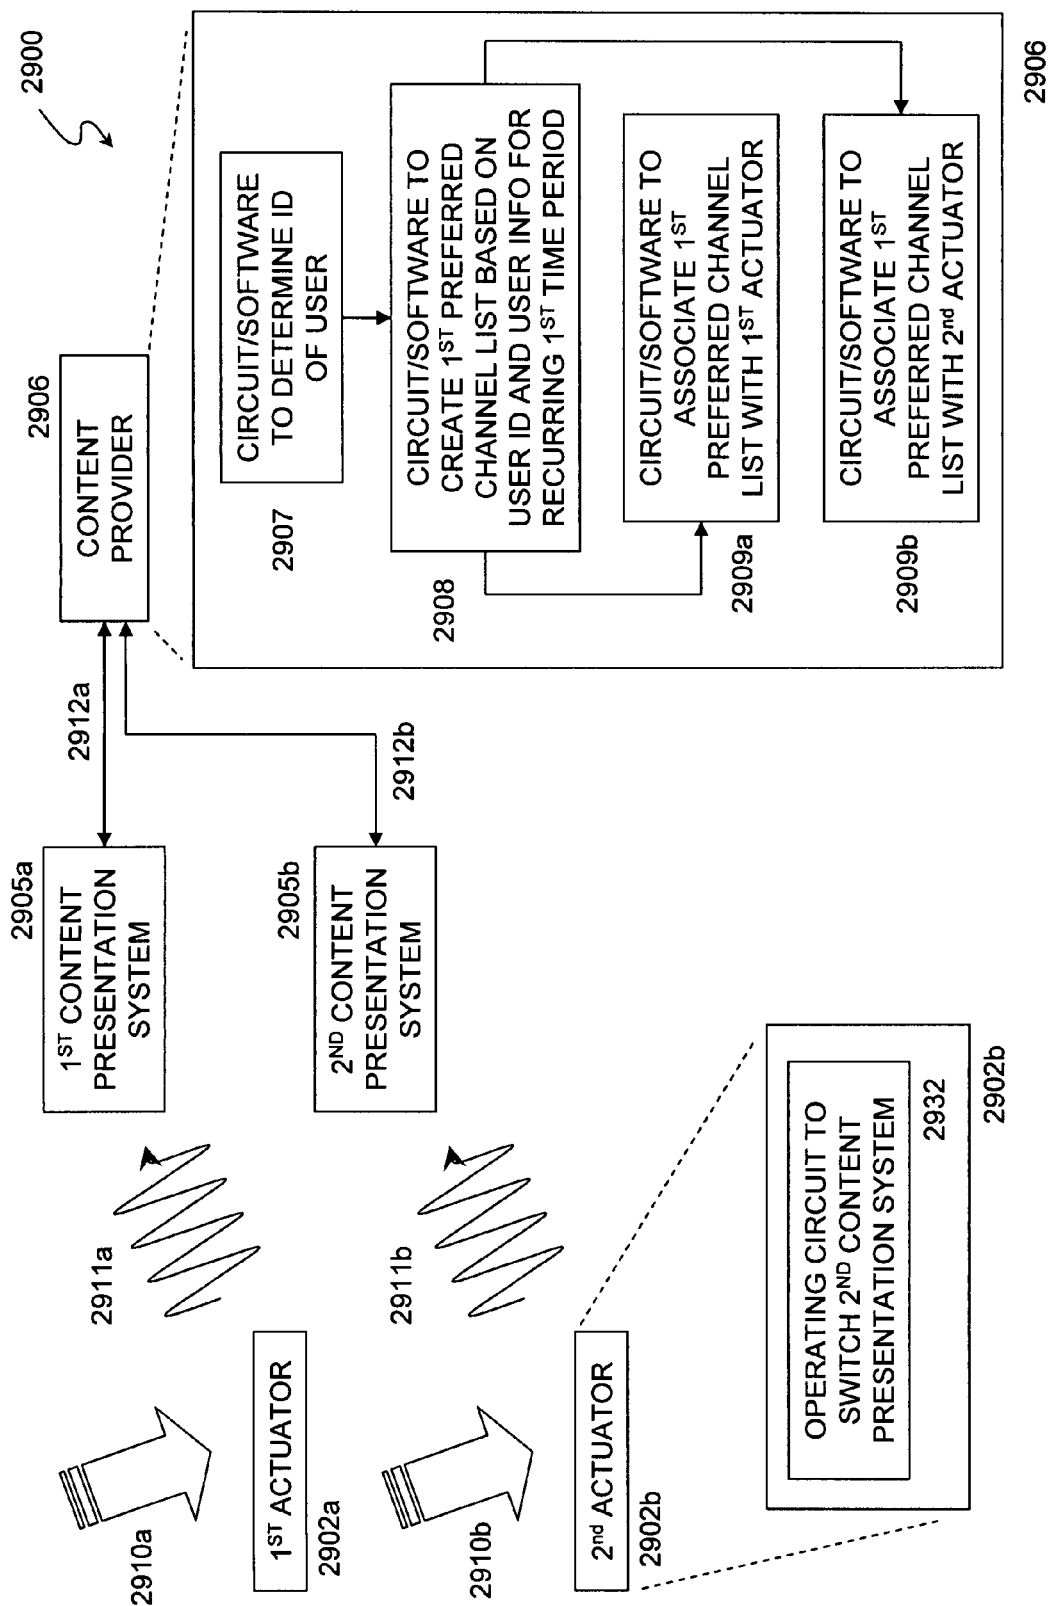 2900
2906
CONTENT
PROVIDER
2912a
2912b
2905a
1ST CONTENT
PRESENTATION
SYSTEM
2905b
2ND CONTENT
PRESENTATION
SYSTEM
2911a
2911b
2910a
2910b
1ST ACTUATOR
2902a
2nd ACTUATOR
2902b
OPERATING CIRCUIT TO
SWITCH 2ND CONTENT
PRESENTATION SYSTEM
2932
2902b
CIRCUIT/SOFTWARE
TO DETERMINE ID
OF USER
2907
CIRCUIT/SOFTWARE TO
CREATE 1ST PREFERRED
CHANNEL LIST BASED ON
USER ID AND USER INFO FOR
RECURRING 1ST TIME PERIOD
2908
CIRCUIT/SOFTWARE TO
ASSOCIATE 1ST
PREFERRED CHANNEL
LIST WITH 1ST ACTUATOR
2909a
CIRCUIT/SOFTWARE TO
ASSOCIATE 1ST
PREFERRED CHANNEL
LIST WITH 2nd ACTUATOR
2909b
2906